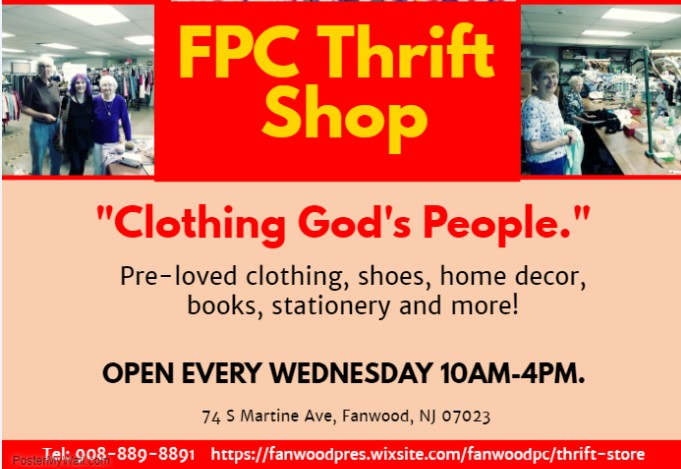 FPC Thrift
Shop
"Clothing God's People."
Pre-loved clothing, shoes, home decor,
books, stationery and more!
OPEN EVERY WEDNESDAY 10AM-4PM.
74 S Martine Ave, Fanwood, NJ 07023
Tel: 908-889-8891 https://fanwoodpres.wixsite.com/fanwoodpc/thrift-store
PosterMyWall.com